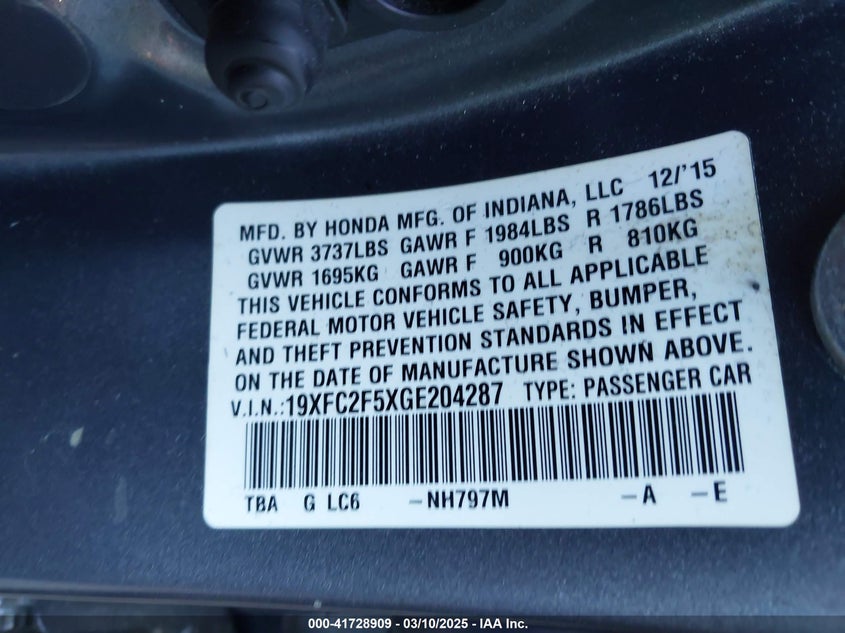 MFD. BY HONDA MFG. OF INDIANA, LLC 12/'15
GVWR 3737LBS GAWR F 1984LBS R 1786LBS
GVWR 1695KG GAWR F 900KG R 810KG
THIS VEHICLE CONFORMS TO ALL APPLICABLE
FEDERAL MOTOR VEHICLE SAFETY, BUMPER,
AND THEFT PREVENTION STANDARDS IN EFFECT
ON THE DATE OF MANUFACTURE SHOWN ABOVE.
V.I.N.:19XFC2F5XGE204287 TYPE: PASSENGER CAR
TBA G LC6 -NH797M -A -E
000-41728909 — 03/10/2025 — IAA Inc.